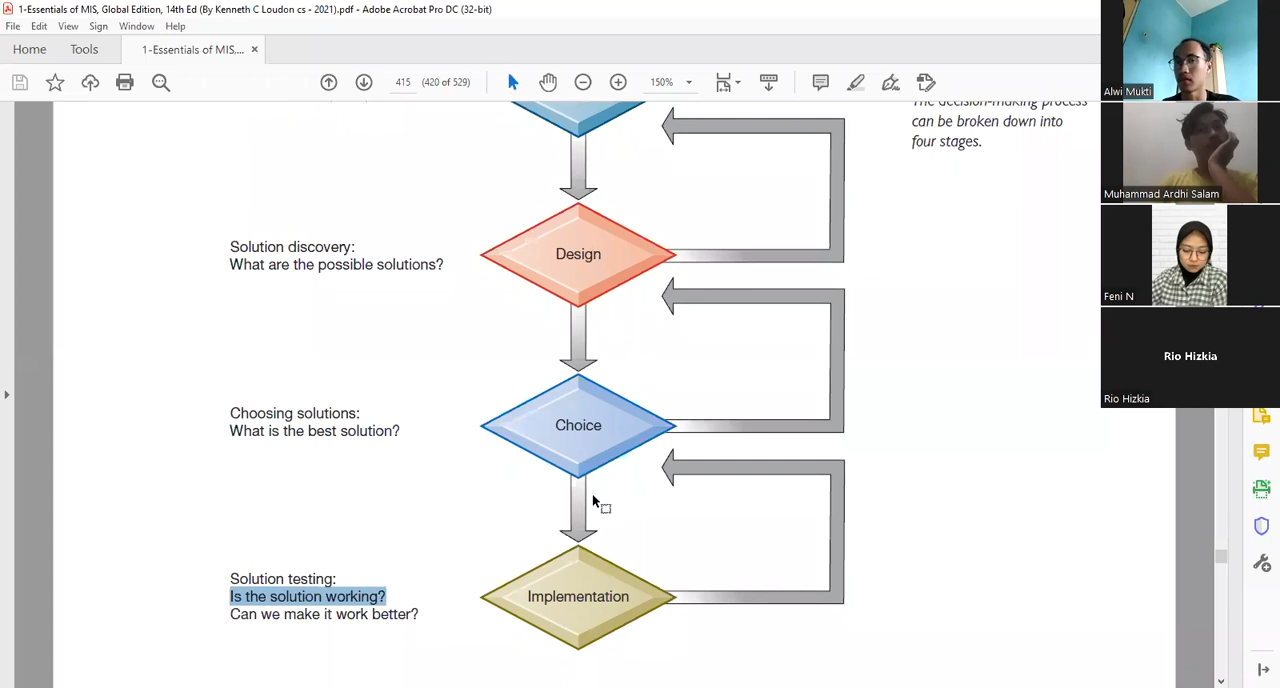 1-Essentials of MIS, Global Edition, 14th Ed (By Kenneth C Loudon cs - 2021).pdf - Adobe Acrobat Pro DC (32-bit)
File Edit View Sign Window Help
Home Tools 1-Essentials of MIS,... ×
415 (420 of 529) 150%
The decision-making process
can be broken down into
four stages.
Solution discovery:
What are the possible solutions?
Design
Choosing solutions:
What is the best solution?
Choice
Solution testing:
Is the solution working?
Can we make it work better?
Implementation
Alwi Mukti
Muhammad Ardhi Salam
Feni N
Rio Hizkia
Rio Hizkia